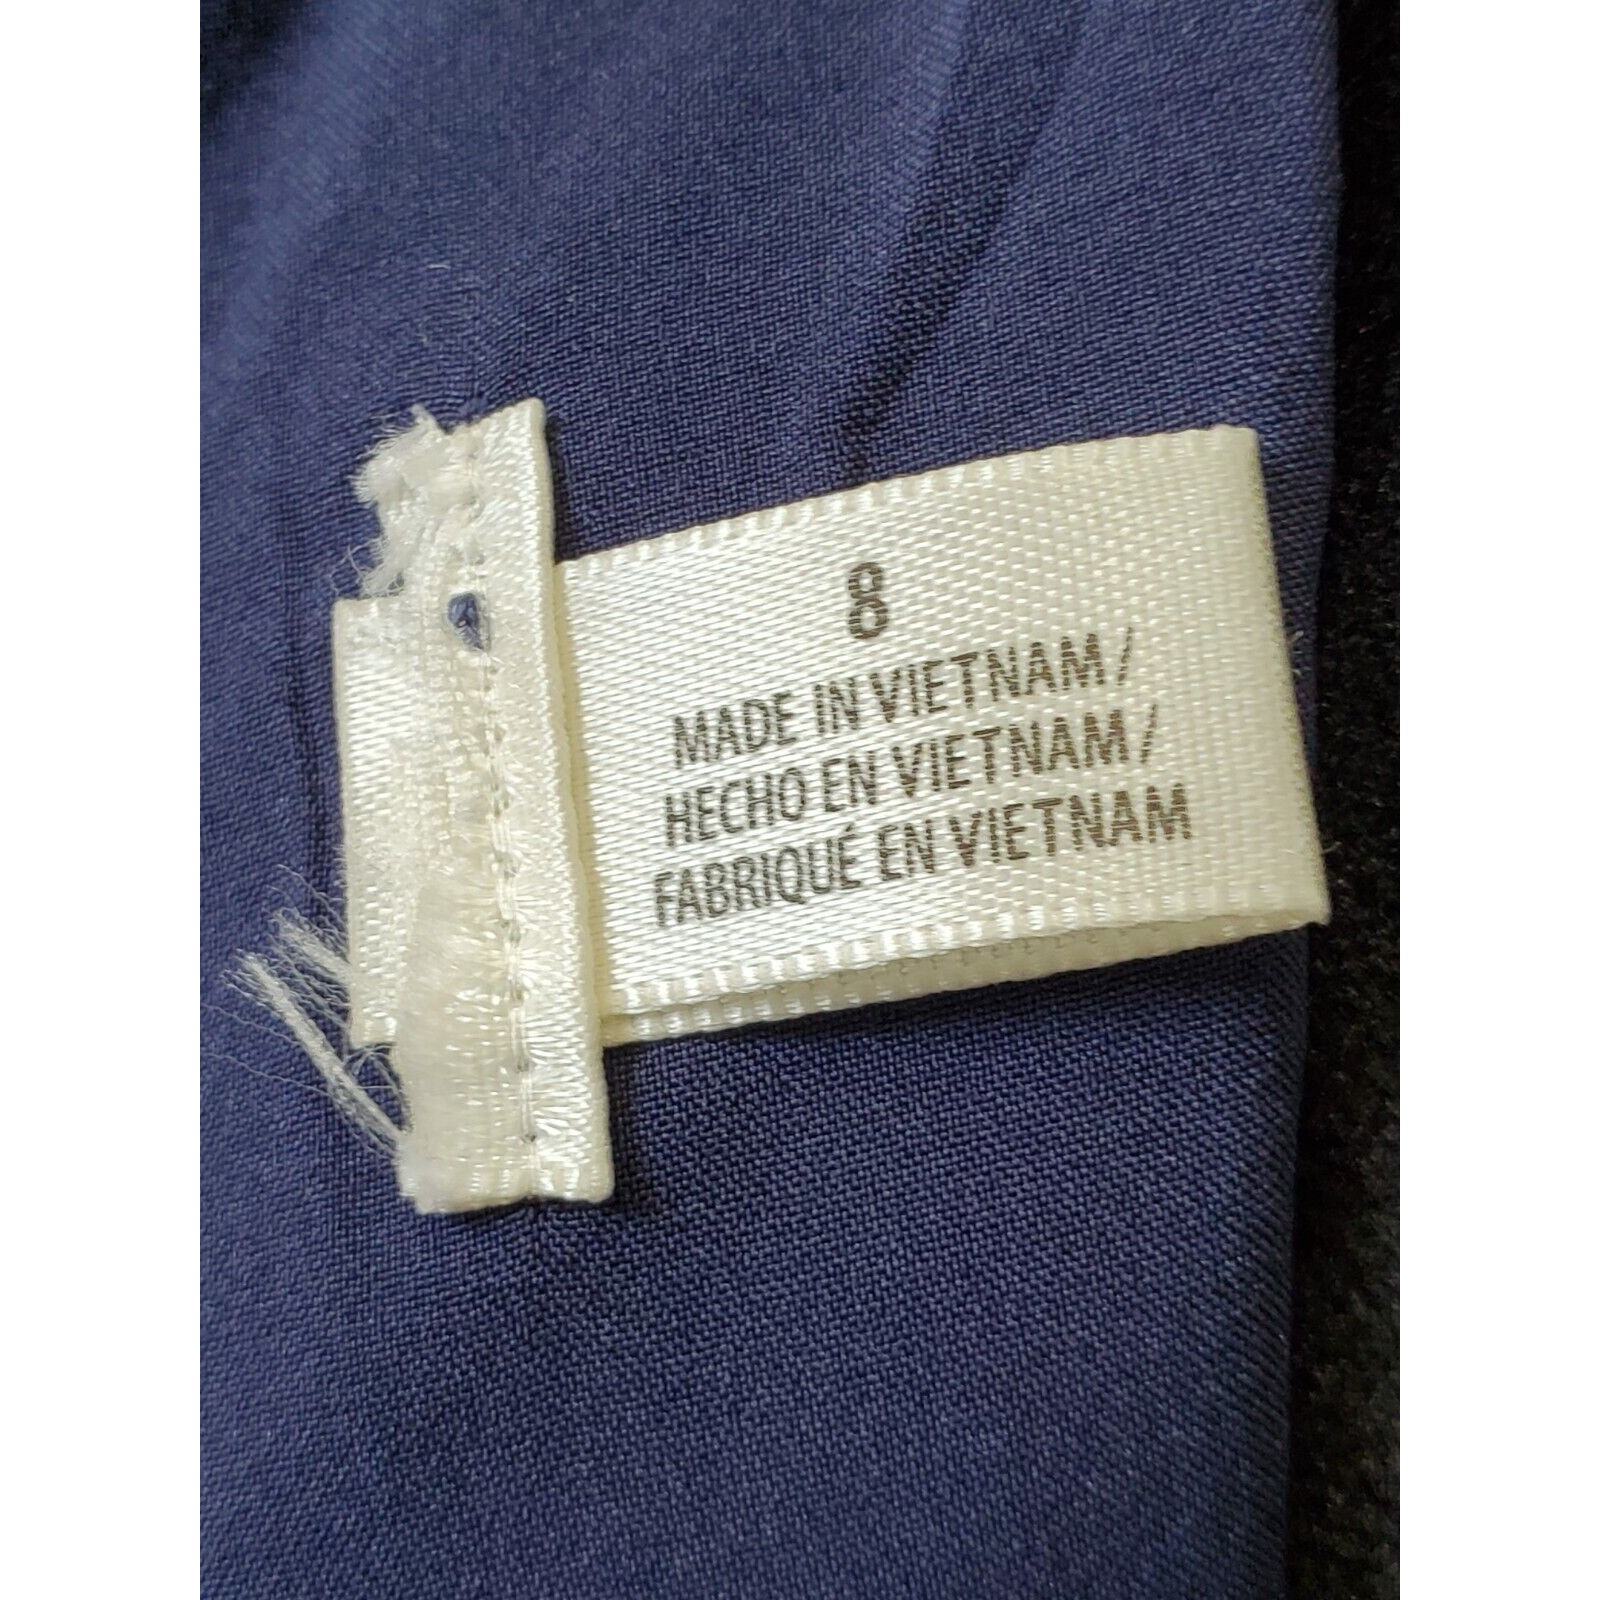 8
MADE IN VIETNAM/
HECHO EN VIETNAM/
FABRIQUÉ EN VIETNAM